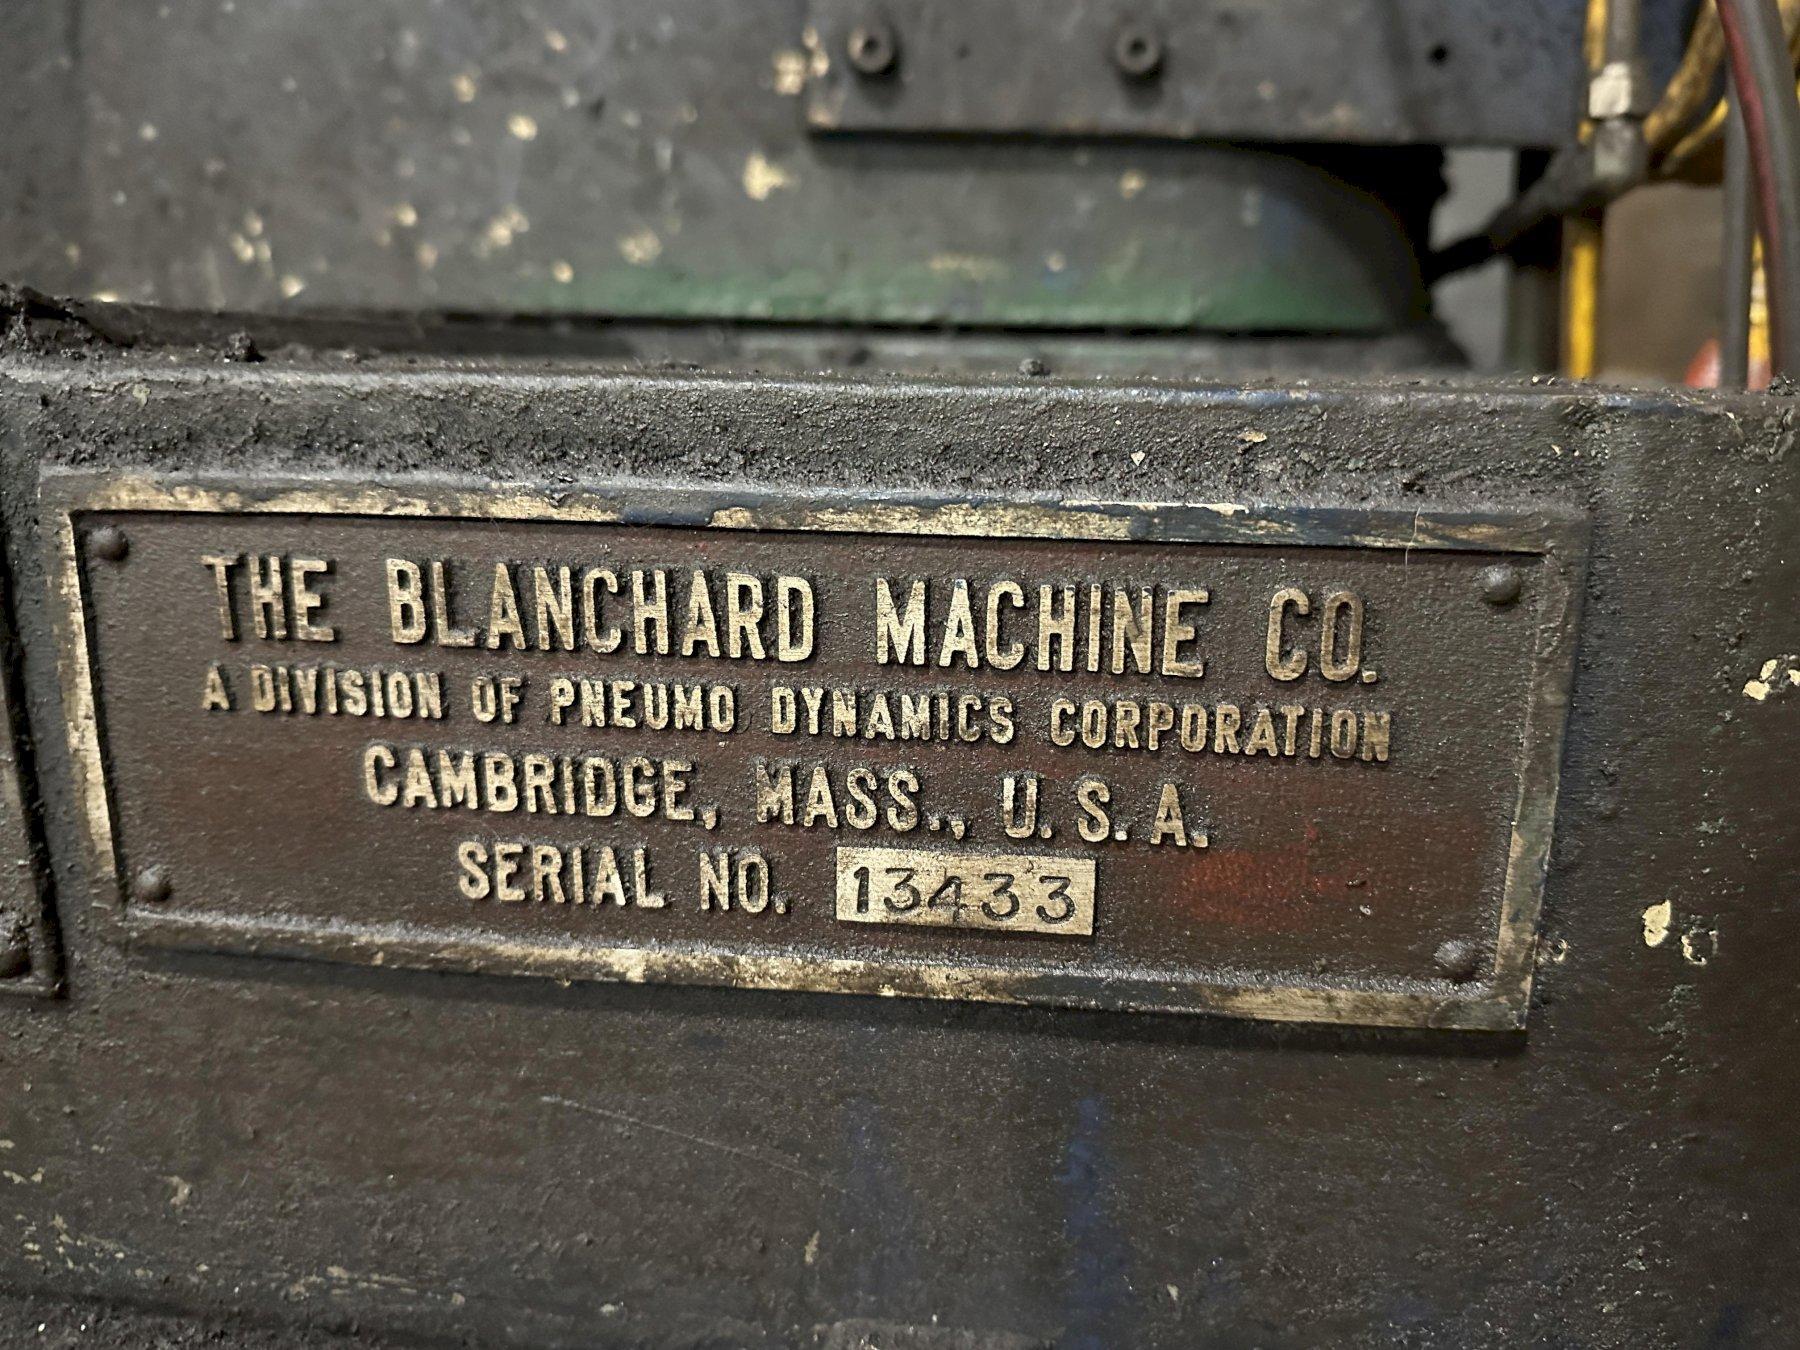 THE BLANCHARD MACHINE CO.
A DIVISION OF PNEUMO DYNAMICS CORPORATION
CAMBRIDGE, MASS., U.S.A.
SERIAL NO. 13433